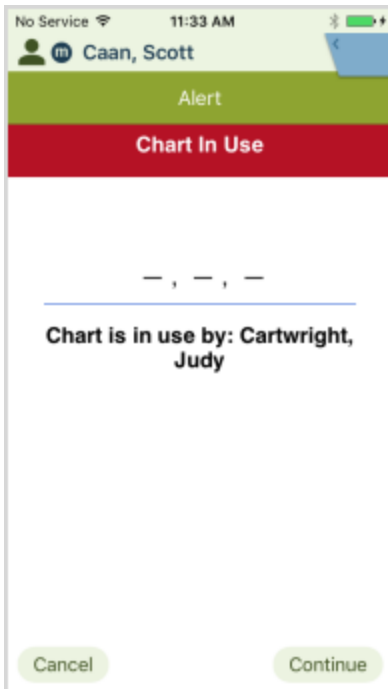 No Service 11:33 AM
m Caan, Scott
Alert
Chart In Use
— , — , —
Chart is in use by: Cartwright,
Judy
Cancel Continue